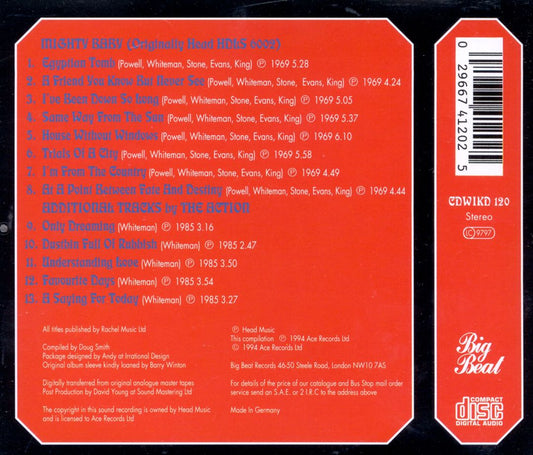 MIGHTY BABY (Originally Head HDLS 6002)
1. Egyptian Tomb (Powell, Whiteman, Stone, Evans, King) ℗ 1969 5.28
2. A Friend You Know But Never See (Powell, Whiteman, Stone, Evans, King) ℗ 1969 4.24
3. I've Been Down So Long (Powell, Whiteman, Stone, Evans, King) ℗ 1969 5.05
4. Same Way From The Sun (Powell, Whiteman, Stone, Evans, King) ℗ 1969 5.37
5. House Without Windows (Powell, Whiteman, Stone, Evans, King) ℗ 1969 6.10
6. Trials Of A City (Powell, Whiteman, Stone, Evans, King) ℗ 1969 5.58
7. I'm From The Country (Powell, Whiteman, Stone, Evans, King) ℗ 1969 4.49
8. At A Point Between Fate And Destiny (Powell, Whiteman, Stone, Evans, King) ℗ 1969 4.44
ADDITIONAL TRACKS by THE ACTION
9. Only Dreaming (Whiteman) ℗ 1985 3.16
10. Dustbin Full Of Rubbish (Whiteman) ℗ 1985 2.47
11. Understanding Love (Whiteman) ℗ 1985 3.50
12. Favourite Days (Whiteman) ℗ 1985 3.54
13. A Saying For Today (Whiteman) ℗ 1985 3.27
All titles published by Rachel Music Ltd
Compiled by Doug Smith
Package designed by Andy at Irrational Design
Original album sleeve kindly loaned by Barry Winton
Digitally transferred from original analogue master tapes
Post Production by David Young at Sound Mastering Ltd
The copyright in this sound recording is owned by Head Music
and is licensed to Ace Records Ltd
℗ Head Music
This compilation ℗ 1994 Ace Records Ltd
© 1994 Ace Records Ltd
Big Beat Records 46-50 Steele Road, London NW10 7AS
For details of the price of our catalogue and Bus Stop mail order
service send a S.A.E. or 2 I.R.C to the address above
Made in Germany
0 29667 41202 5
CDWIKD 120
Stereo
LC 9797
Big
Beat
COMPACT
disc
DIGITAL AUDIO